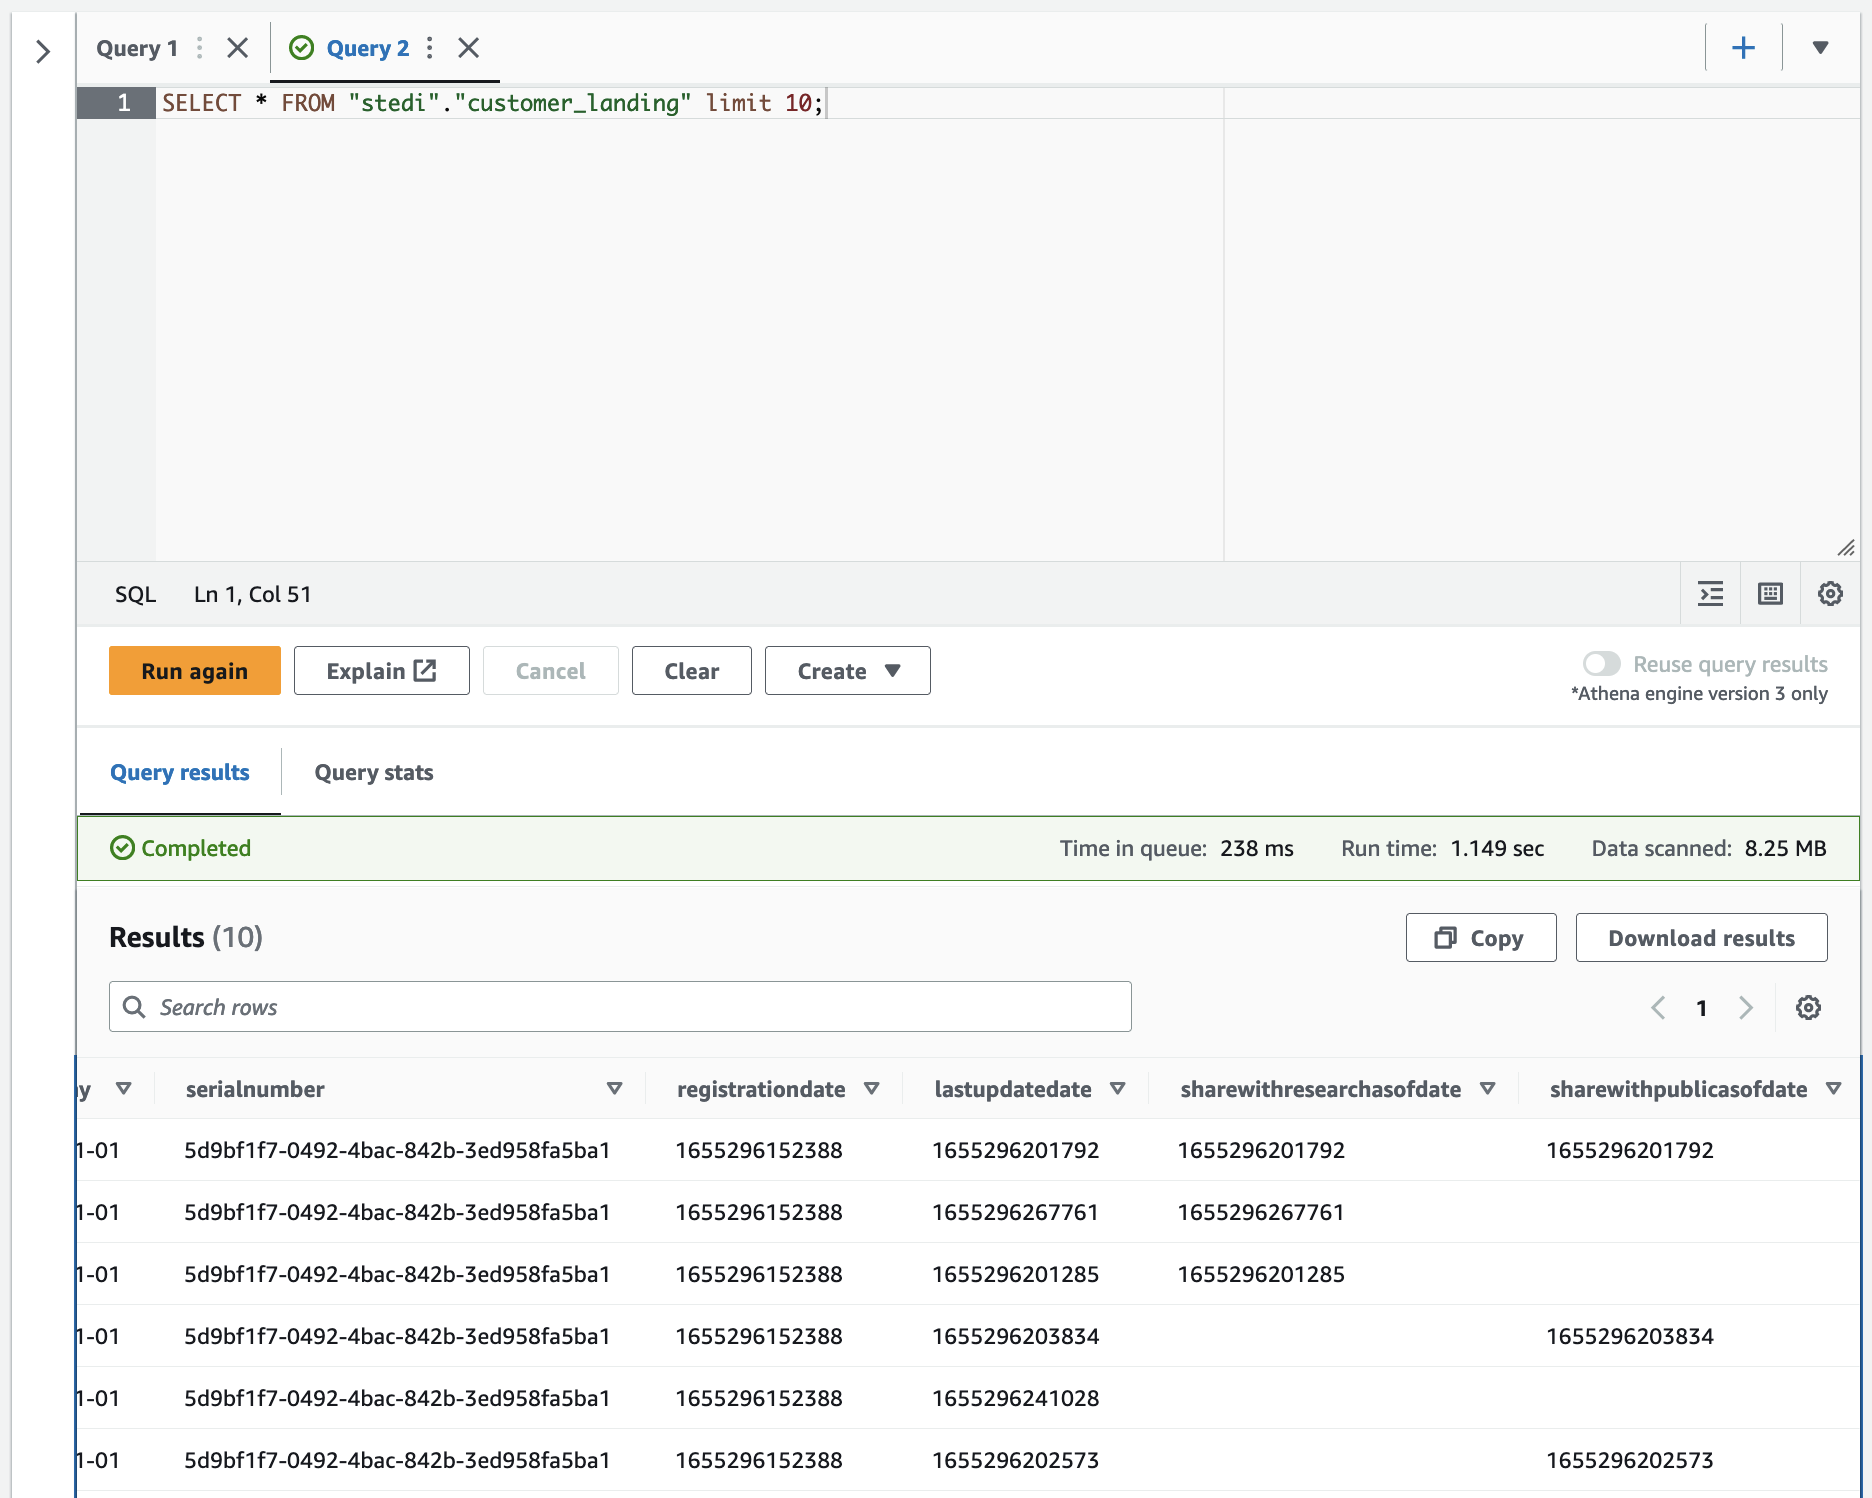 Query 1
Query 2
1 SELECT * FROM "stedi"."customer_landing" limit 10;
SQL Ln 1, Col 51
Run again Explain Cancel Clear Create
Reuse query results
*Athena engine version 3 only
Query results Query stats
Completed Time in queue: 238 ms Run time: 1.149 sec Data scanned: 8.25 MB
Results (10) Copy Download results
Search rows 1
y serialnumber registrationdate lastupdatedate sharewithresearchasofdate sharewithpublicasofdate
1-01 5d9bf1f7-0492-4bac-842b-3ed958fa5ba1 1655296152388 1655296201792 1655296201792 1655296201792
1-01 5d9bf1f7-0492-4bac-842b-3ed958fa5ba1 1655296152388 1655296267761 1655296267761
1-01 5d9bf1f7-0492-4bac-842b-3ed958fa5ba1 1655296152388 1655296201285 1655296201285
1-01 5d9bf1f7-0492-4bac-842b-3ed958fa5ba1 1655296152388 1655296203834 1655296203834
1-01 5d9bf1f7-0492-4bac-842b-3ed958fa5ba1 1655296152388 1655296241028
1-01 5d9bf1f7-0492-4bac-842b-3ed958fa5ba1 1655296152388 1655296202573 1655296202573